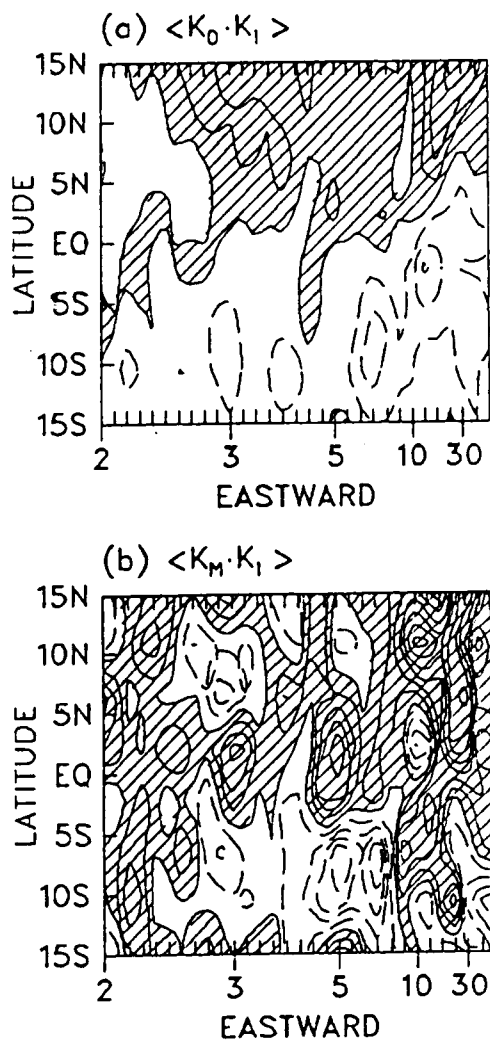 (a) <K₀·K₁>
15N
10N
5N
EQ
5S
10S
15S
LATITUDE
2 3 5 10 30
EASTWARD
(b) <K_M·K₁>
15N
10N
5N
EQ
5S
10S
15S
LATITUDE
2 3 5 10 30
EASTWARD